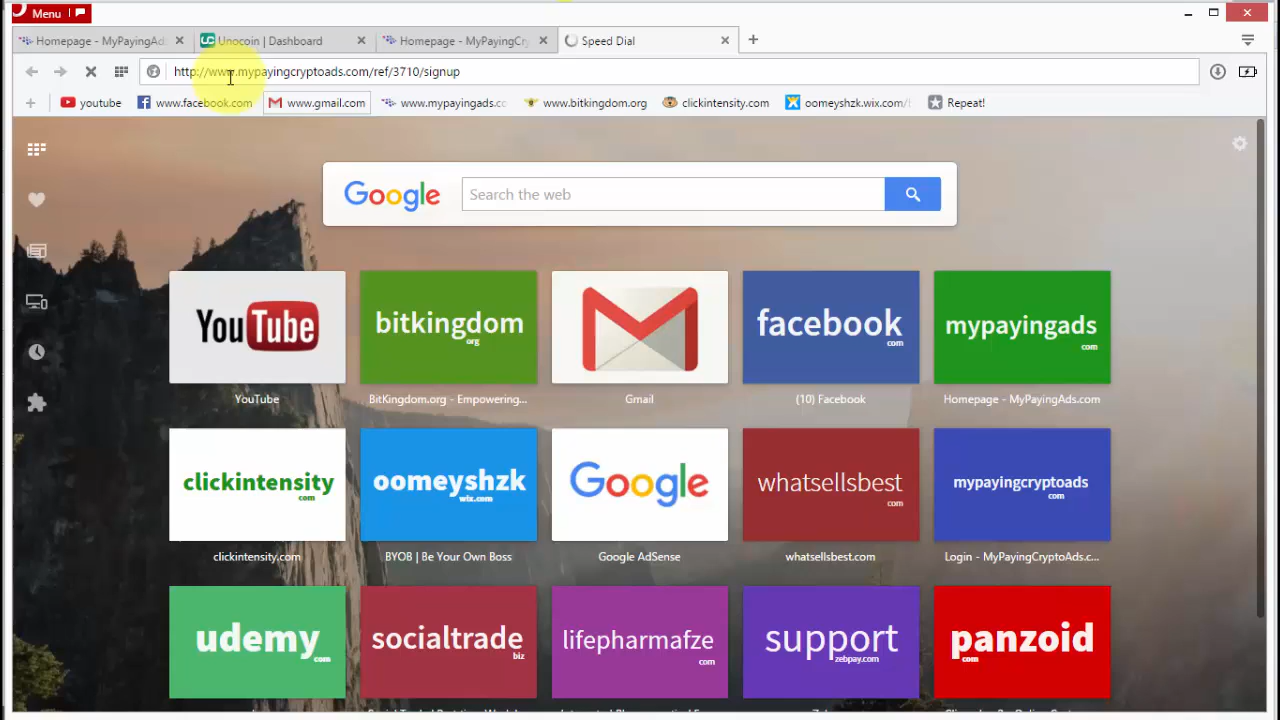 Menu
Homepage - MyPayingAd
Unocoin | Dashboard
Homepage - MyPayingCry
Speed Dial
http://www.mypayingcryptoads.com/ref/3710/signup
youtube
www.facebook.com
www.gmail.com
www.mypayingads.co
www.bitkingdom.org
clickintensity.com
oomeyshzk.wix.com/
Repeat!
Google
Search the web
YouTube
bitkingdom
org
facebook
com
mypayingads
com
YouTube
BitKingdom.org - Empowering...
Gmail
(10) Facebook
Homepage - MyPayingAds.com
clickintensity
com
oomeyshzk
wix.com
Google
whatsellsbest
com
mypayingcryptoads
com
clickintensity.com
BYOB | Be Your Own Boss
Google AdSense
whatsellsbest.com
Login - MyPayingCryptoAds.c...
udemy
com
socialtrade
biz
lifepharmafze
com
support
zebpay.com
panzoid
com